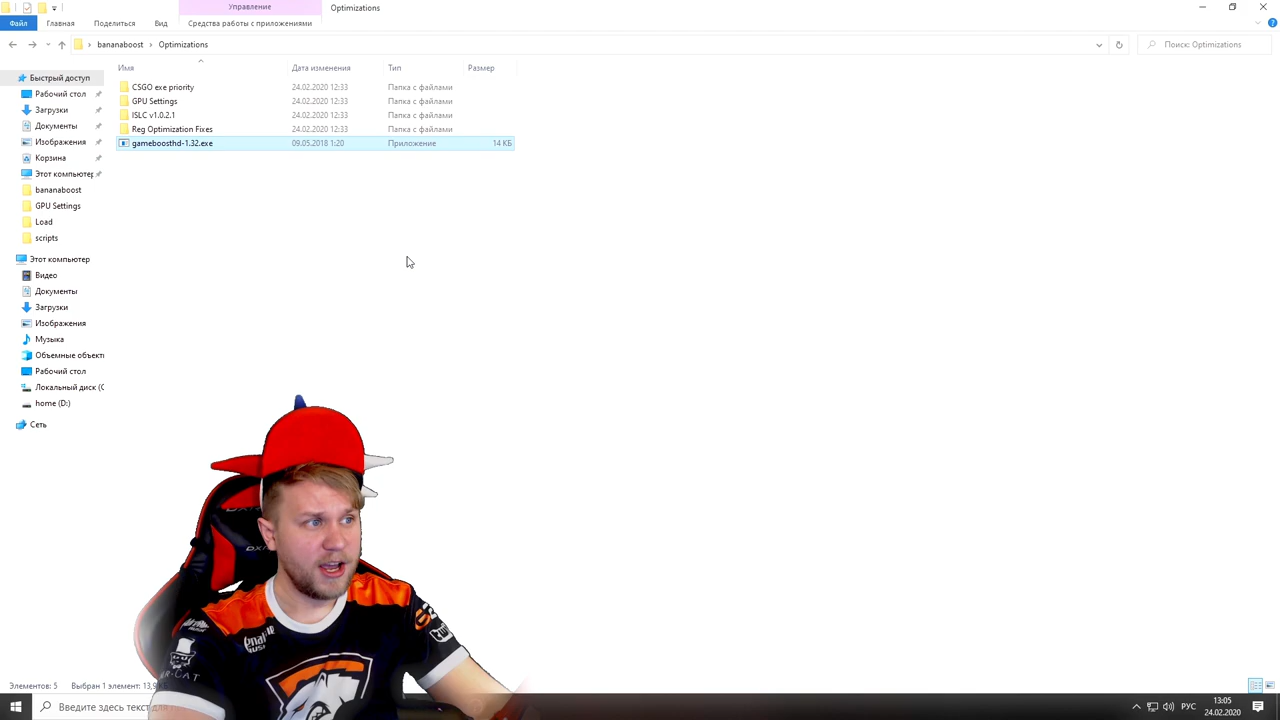 Управление
Optimizations
Файл
Главная
Поделиться
Вид
Средства работы с приложениями
bananaboost
Optimizations
Поиск: Optimizations
Имя
Дата изменения
Тип
Размер
CSGO exe priority 24.02.2020 12:33 Папка с файлами
GPU Settings 24.02.2020 12:33 Папка с файлами
ISLC v1.0.2.1 24.02.2020 12:33 Папка с файлами
Reg Optimization Fixes 24.02.2020 12:33 Папка с файлами
gameboosthd-1.32.exe 09.05.2018 1:20 Приложение 14 КБ
Быстрый доступ
Рабочий стол
Загрузки
Документы
Изображения
Корзина
Этот компьютер
bananaboost
GPU Settings
Load
scripts
Этот компьютер
Видео
Документы
Загрузки
Изображения
Музыка
Объемные объекты
Рабочий стол
Локальный диск (C
home (D:)
Сеть
Элементов: 5
Выбран 1 элемент: 13,9
Введите здесь текст для
РУС
13:05
24.02.2020